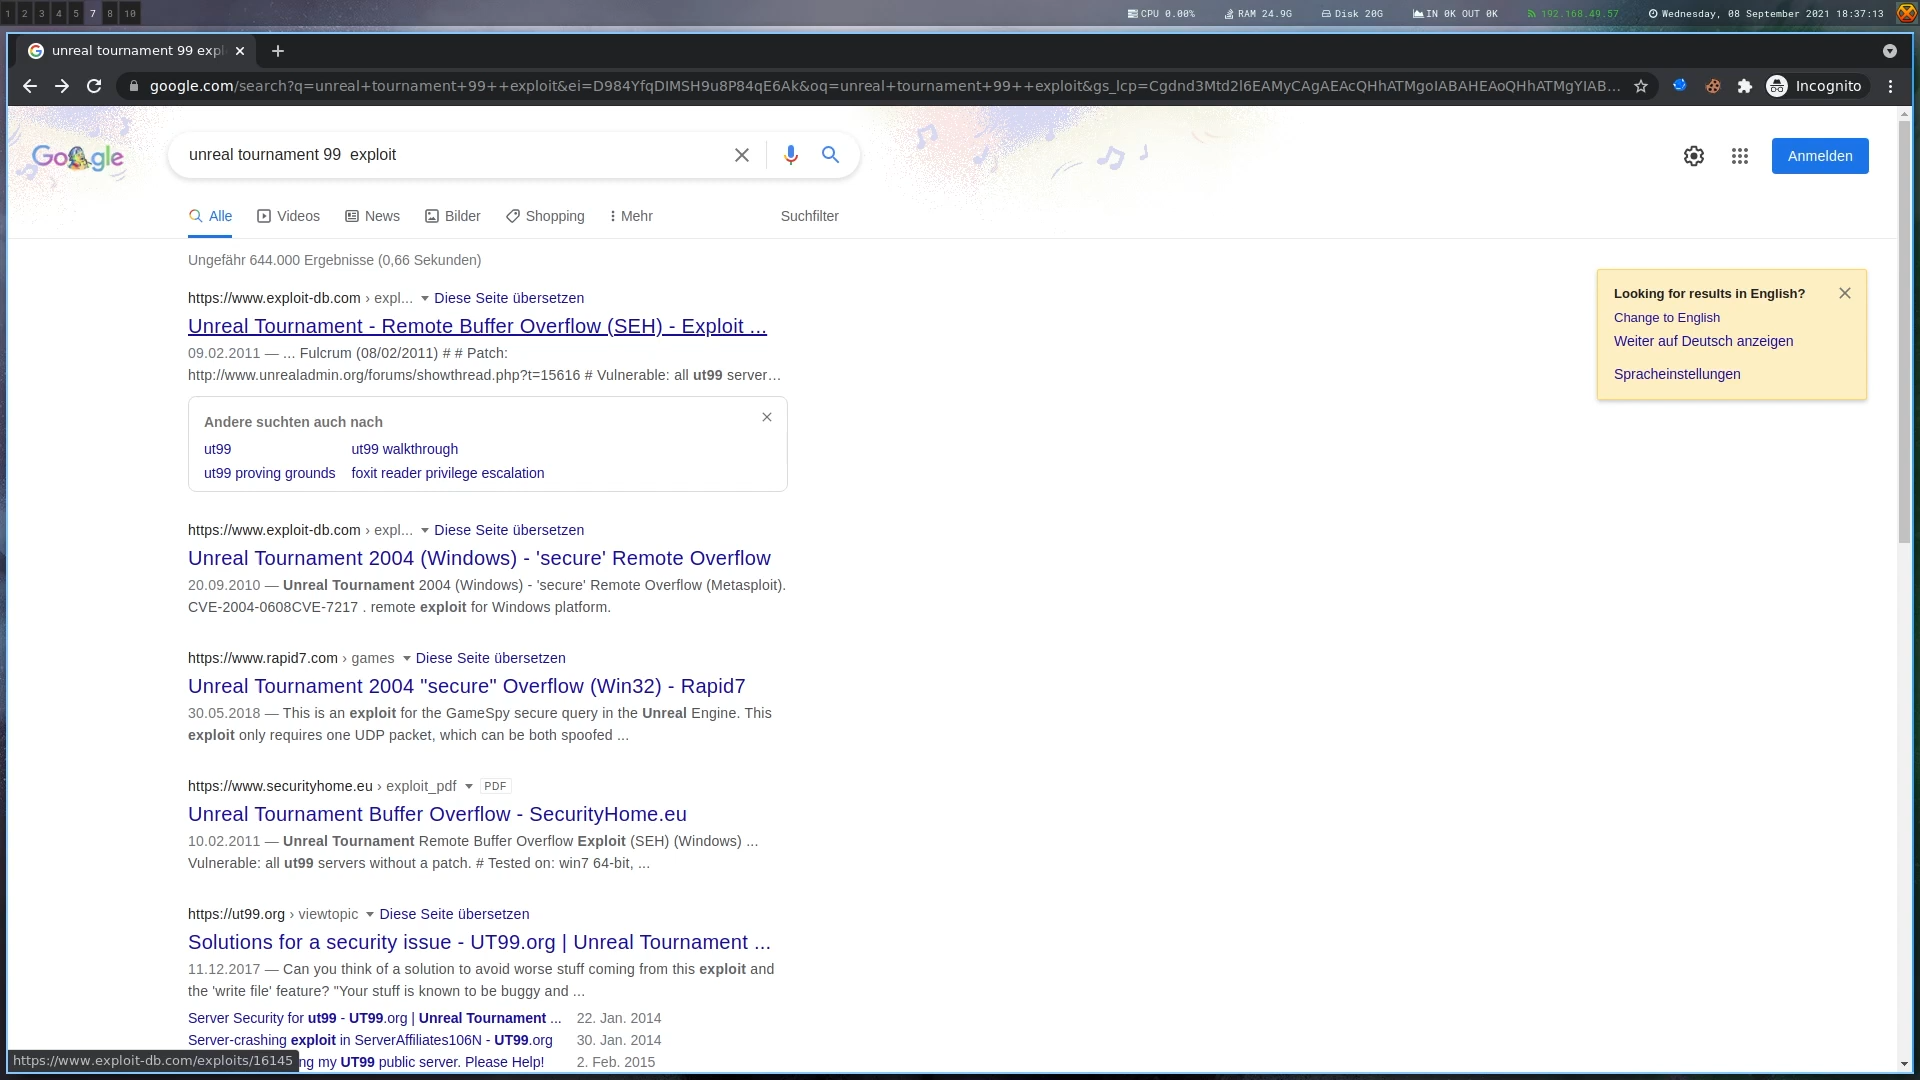 1 2 3 4 5 7 8 10 CPU 0.00% RAM 24.9G Disk 20G IN 0K OUT 0K 192.168.49.57 Wednesday, 08 September 2021 18:37:13
unreal tournament 99 expl
google.com/search?q=unreal+tournament+99++exploit&ei=D984YfqDIMSH9u8P84qE6Ak&oq=unreal+tournament+99++exploit&gs_lcp=Cgdnd3Mtd2l6EAMyCAgAEAcQHhATMgoIABAHEAoQHhATMgYIAB... Incognito
Google
unreal tournament 99  exploit
Anmelden
Alle Videos News Bilder Shopping Mehr Suchfilter
Ungefähr 644.000 Ergebnisse (0,66 Sekunden)
https://www.exploit-db.com › expl... Diese Seite übersetzen
Unreal Tournament - Remote Buffer Overflow (SEH) - Exploit ...
09.02.2011 — ... Fulcrum (08/02/2011) # # Patch:
http://www.unrealadmin.org/forums/showthread.php?t=15616 # Vulnerable: all ut99 server…
Andere suchten auch nach
ut99 ut99 walkthrough
ut99 proving grounds foxit reader privilege escalation
Looking for results in English?
Change to English
Weiter auf Deutsch anzeigen
Spracheinstellungen
https://www.exploit-db.com › expl... Diese Seite übersetzen
Unreal Tournament 2004 (Windows) - 'secure' Remote Overflow
20.09.2010 — Unreal Tournament 2004 (Windows) - 'secure' Remote Overflow (Metasploit).
CVE-2004-0608CVE-7217 . remote exploit for Windows platform.
https://www.rapid7.com › games Diese Seite übersetzen
Unreal Tournament 2004 "secure" Overflow (Win32) - Rapid7
30.05.2018 — This is an exploit for the GameSpy secure query in the Unreal Engine. This
exploit only requires one UDP packet, which can be both spoofed ...
https://www.securityhome.eu › exploit_pdf PDF
Unreal Tournament Buffer Overflow - SecurityHome.eu
10.02.2011 — Unreal Tournament Remote Buffer Overflow Exploit (SEH) (Windows) ...
Vulnerable: all ut99 servers without a patch. # Tested on: win7 64-bit, ...
https://ut99.org › viewtopic Diese Seite übersetzen
Solutions for a security issue - UT99.org | Unreal Tournament ...
11.12.2017 — Can you think of a solution to avoid worse stuff coming from this exploit and
the 'write file' feature? "Your stuff is known to be buggy and ...
Server Security for ut99 - UT99.org | Unreal Tournament ... 22. Jan. 2014
Server-crashing exploit in ServerAffiliates106N - UT99.org 30. Jan. 2014
ng my UT99 public server. Please Help! 2. Feb. 2015
https://www.exploit-db.com/exploits/16145